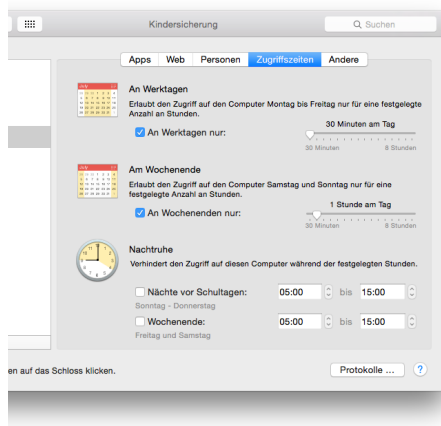 Kindersicherung
Suchen
Apps Web Personen Zugriffszeiten Andere
An Werktagen
Erlaubt den Zugriff auf den Computer Montag bis Freitag nur für eine festgelegte
Anzahl an Stunden.
30 Minuten am Tag
An Werktagen nur:
30 Minuten 8 Stunden
Am Wochenende
Erlaubt den Zugriff auf den Computer Samstag und Sonntag nur für eine
festgelegte Anzahl an Stunden.
1 Stunde am Tag
An Wochenenden nur:
30 Minuten 8 Stunden
Nachtruhe
Verhindert den Zugriff auf diesen Computer während der festgelegten Stunden.
Nächte vor Schultagen: 05:00 bis 15:00
Sonntag - Donnerstag
Wochenende: 05:00 bis 15:00
Freitag und Samstag
en auf das Schloss klicken.
Protokolle ... ?